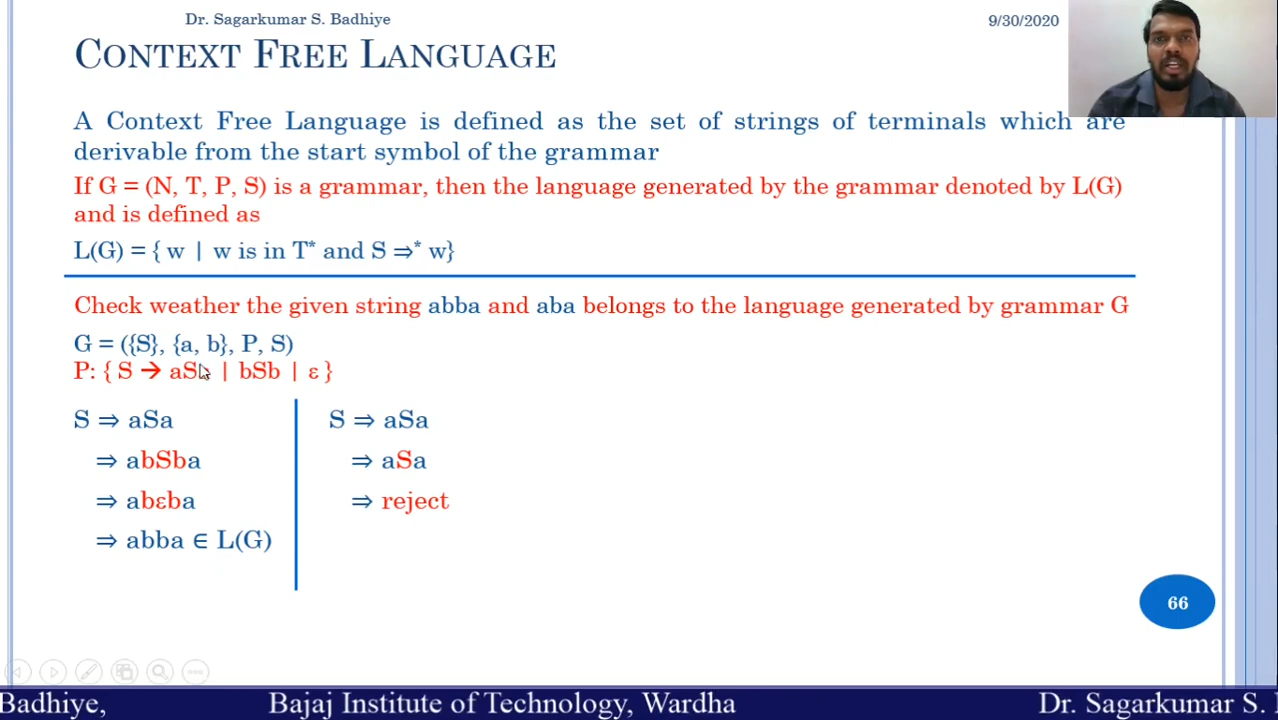 Dr. Sagarkumar S. Badhiye
9/30/2020
CONTEXT FREE LANGUAGE
A Context Free Language is defined as the set of strings of terminals which are
derivable from the start symbol of the grammar
If G = (N, T, P, S) is a grammar, then the language generated by the grammar denoted by L(G)
and is defined as
L(G) = { w | w is in T* and S ⇒* w}
Check weather the given string abba and aba belongs to the language generated by grammar G
G = ({S}, {a, b}, P, S)
P: { S → aSa | bSb | ε }
S ⇒ aSa
⇒ abSba
⇒ abεba
⇒ abba ∈ L(G)
S ⇒ aSa
⇒ aSa
⇒ reject
66
Badhiye, Bajaj Institute of Technology, Wardha Dr. Sagarkumar S.